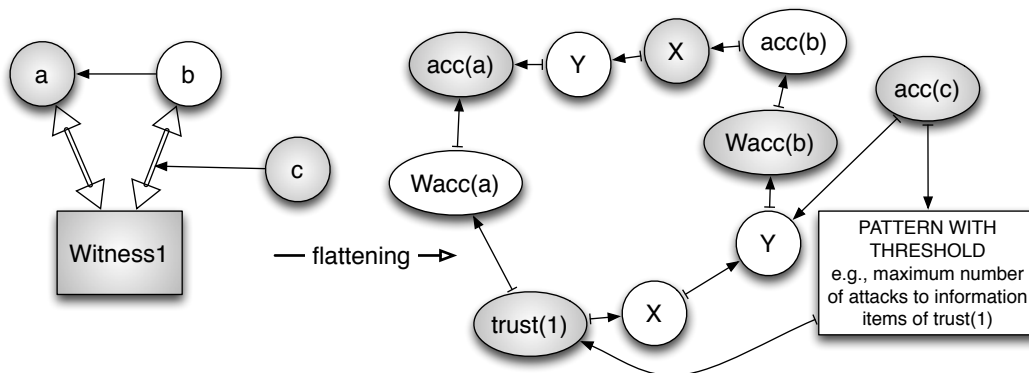 a
b
c
Witness1
flattening
acc(a)
Y
X
acc(b)
Wacc(a)
Wacc(b)
acc(c)
Y
trust(1)
X
PATTERN WITH
THRESHOLD
e.g., maximum number
of attacks to information
items of trust(1)